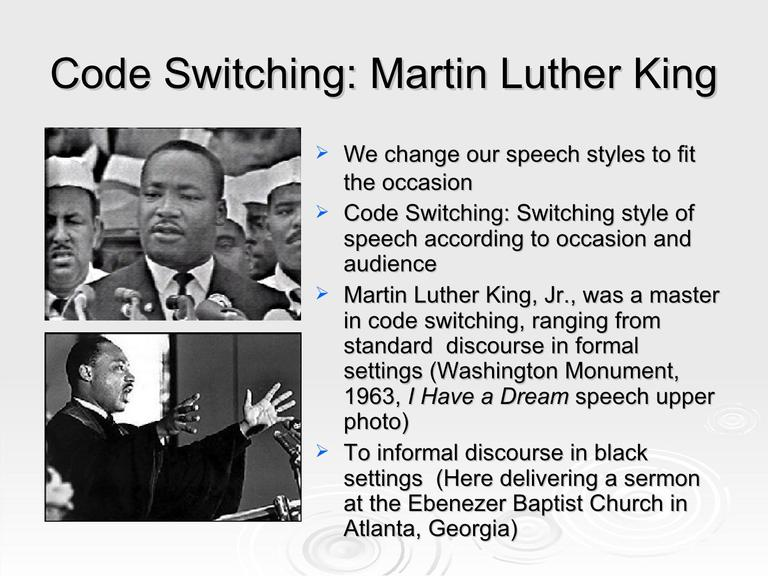 Code Switching: Martin Luther King
We change our speech styles to fit
the occasion
Code Switching: Switching style of
speech according to occasion and
audience
Martin Luther King, Jr., was a master
in code switching, ranging from
standard  discourse in formal
settings (Washington Monument,
1963, I Have a Dream speech upper
photo)
To informal discourse in black
settings  (Here delivering a sermon
at the Ebenezer Baptist Church in
Atlanta, Georgia)